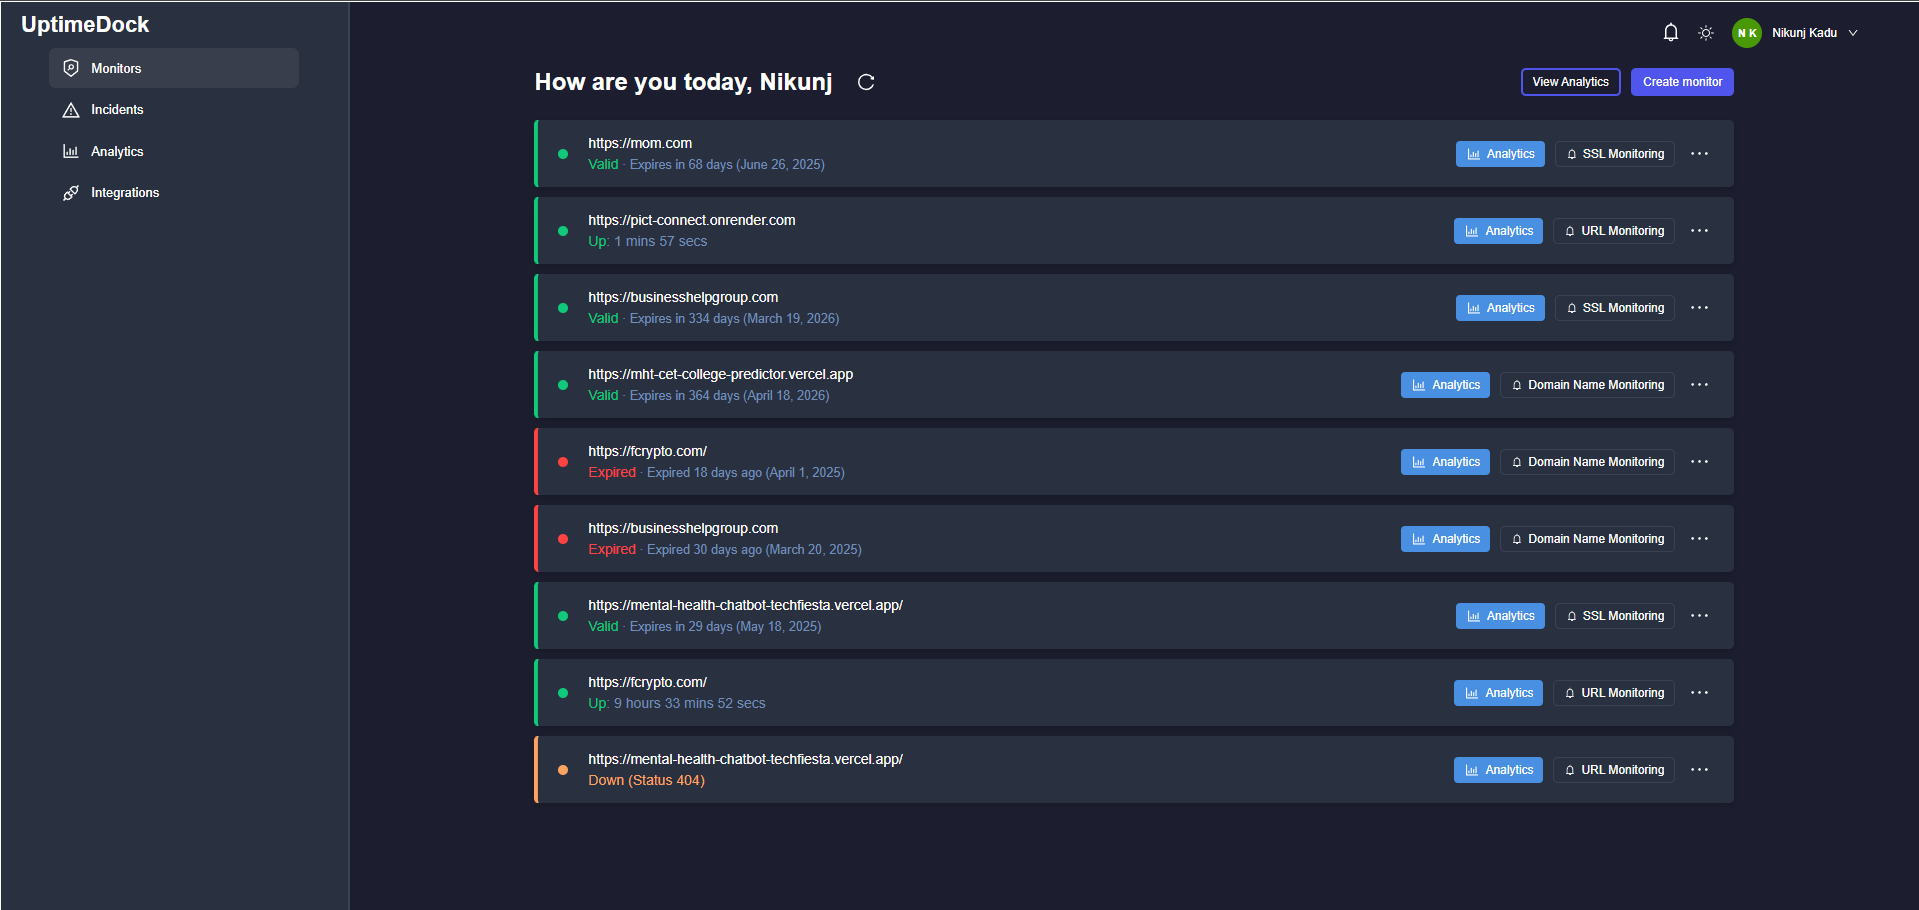 UptimeDock
Monitors
Incidents
Analytics
Integrations
N K Nikunj Kadu
How are you today, Nikunj
View Analytics Create monitor
https://mom.com
Valid · Expires in 68 days (June 26, 2025)
Analytics SSL Monitoring
https://pict-connect.onrender.com
Up: 1 mins 57 secs
Analytics URL Monitoring
https://businesshelpgroup.com
Valid · Expires in 334 days (March 19, 2026)
Analytics SSL Monitoring
https://mht-cet-college-predictor.vercel.app
Valid · Expires in 364 days (April 18, 2026)
Analytics Domain Name Monitoring
https://fcrypto.com/
Expired · Expired 18 days ago (April 1, 2025)
Analytics Domain Name Monitoring
https://businesshelpgroup.com
Expired · Expired 30 days ago (March 20, 2025)
Analytics Domain Name Monitoring
https://mental-health-chatbot-techfiesta.vercel.app/
Valid · Expires in 29 days (May 18, 2025)
Analytics SSL Monitoring
https://fcrypto.com/
Up: 9 hours 33 mins 52 secs
Analytics URL Monitoring
https://mental-health-chatbot-techfiesta.vercel.app/
Down (Status 404)
Analytics URL Monitoring